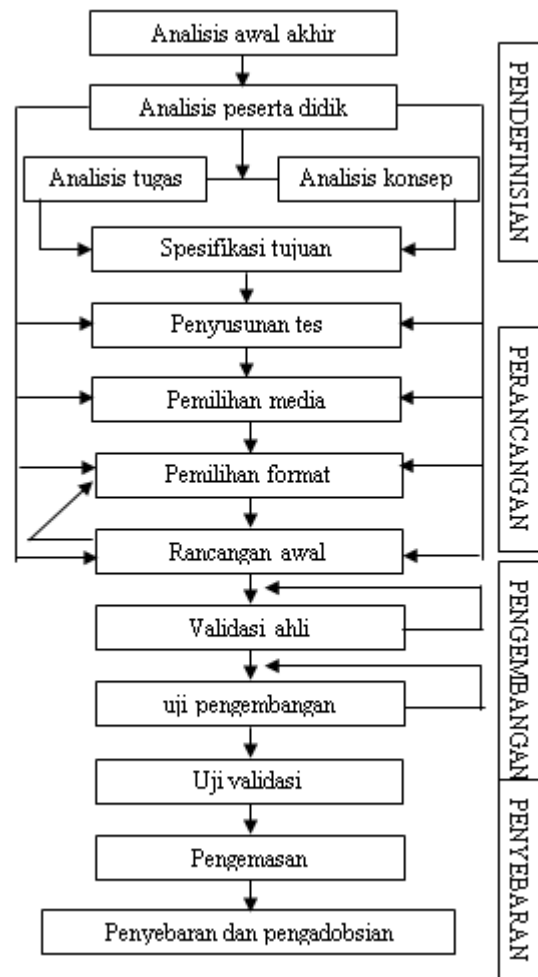 Analisis awal akhir
Analisis peserta didik
Analisis tugas
Analisis konsep
Spesifikasi tujuan
PENDEFINISIAN
Penyusunan tes
Pemilihan media
Pemilihan format
Rancangan awal
PERANCANGAN
Validasi ahli
uji pengembangan
PENGEMBANGAN
Uji validasi
Pengemasan
Penyebaran dan pengadobsian
PENYEBARAN